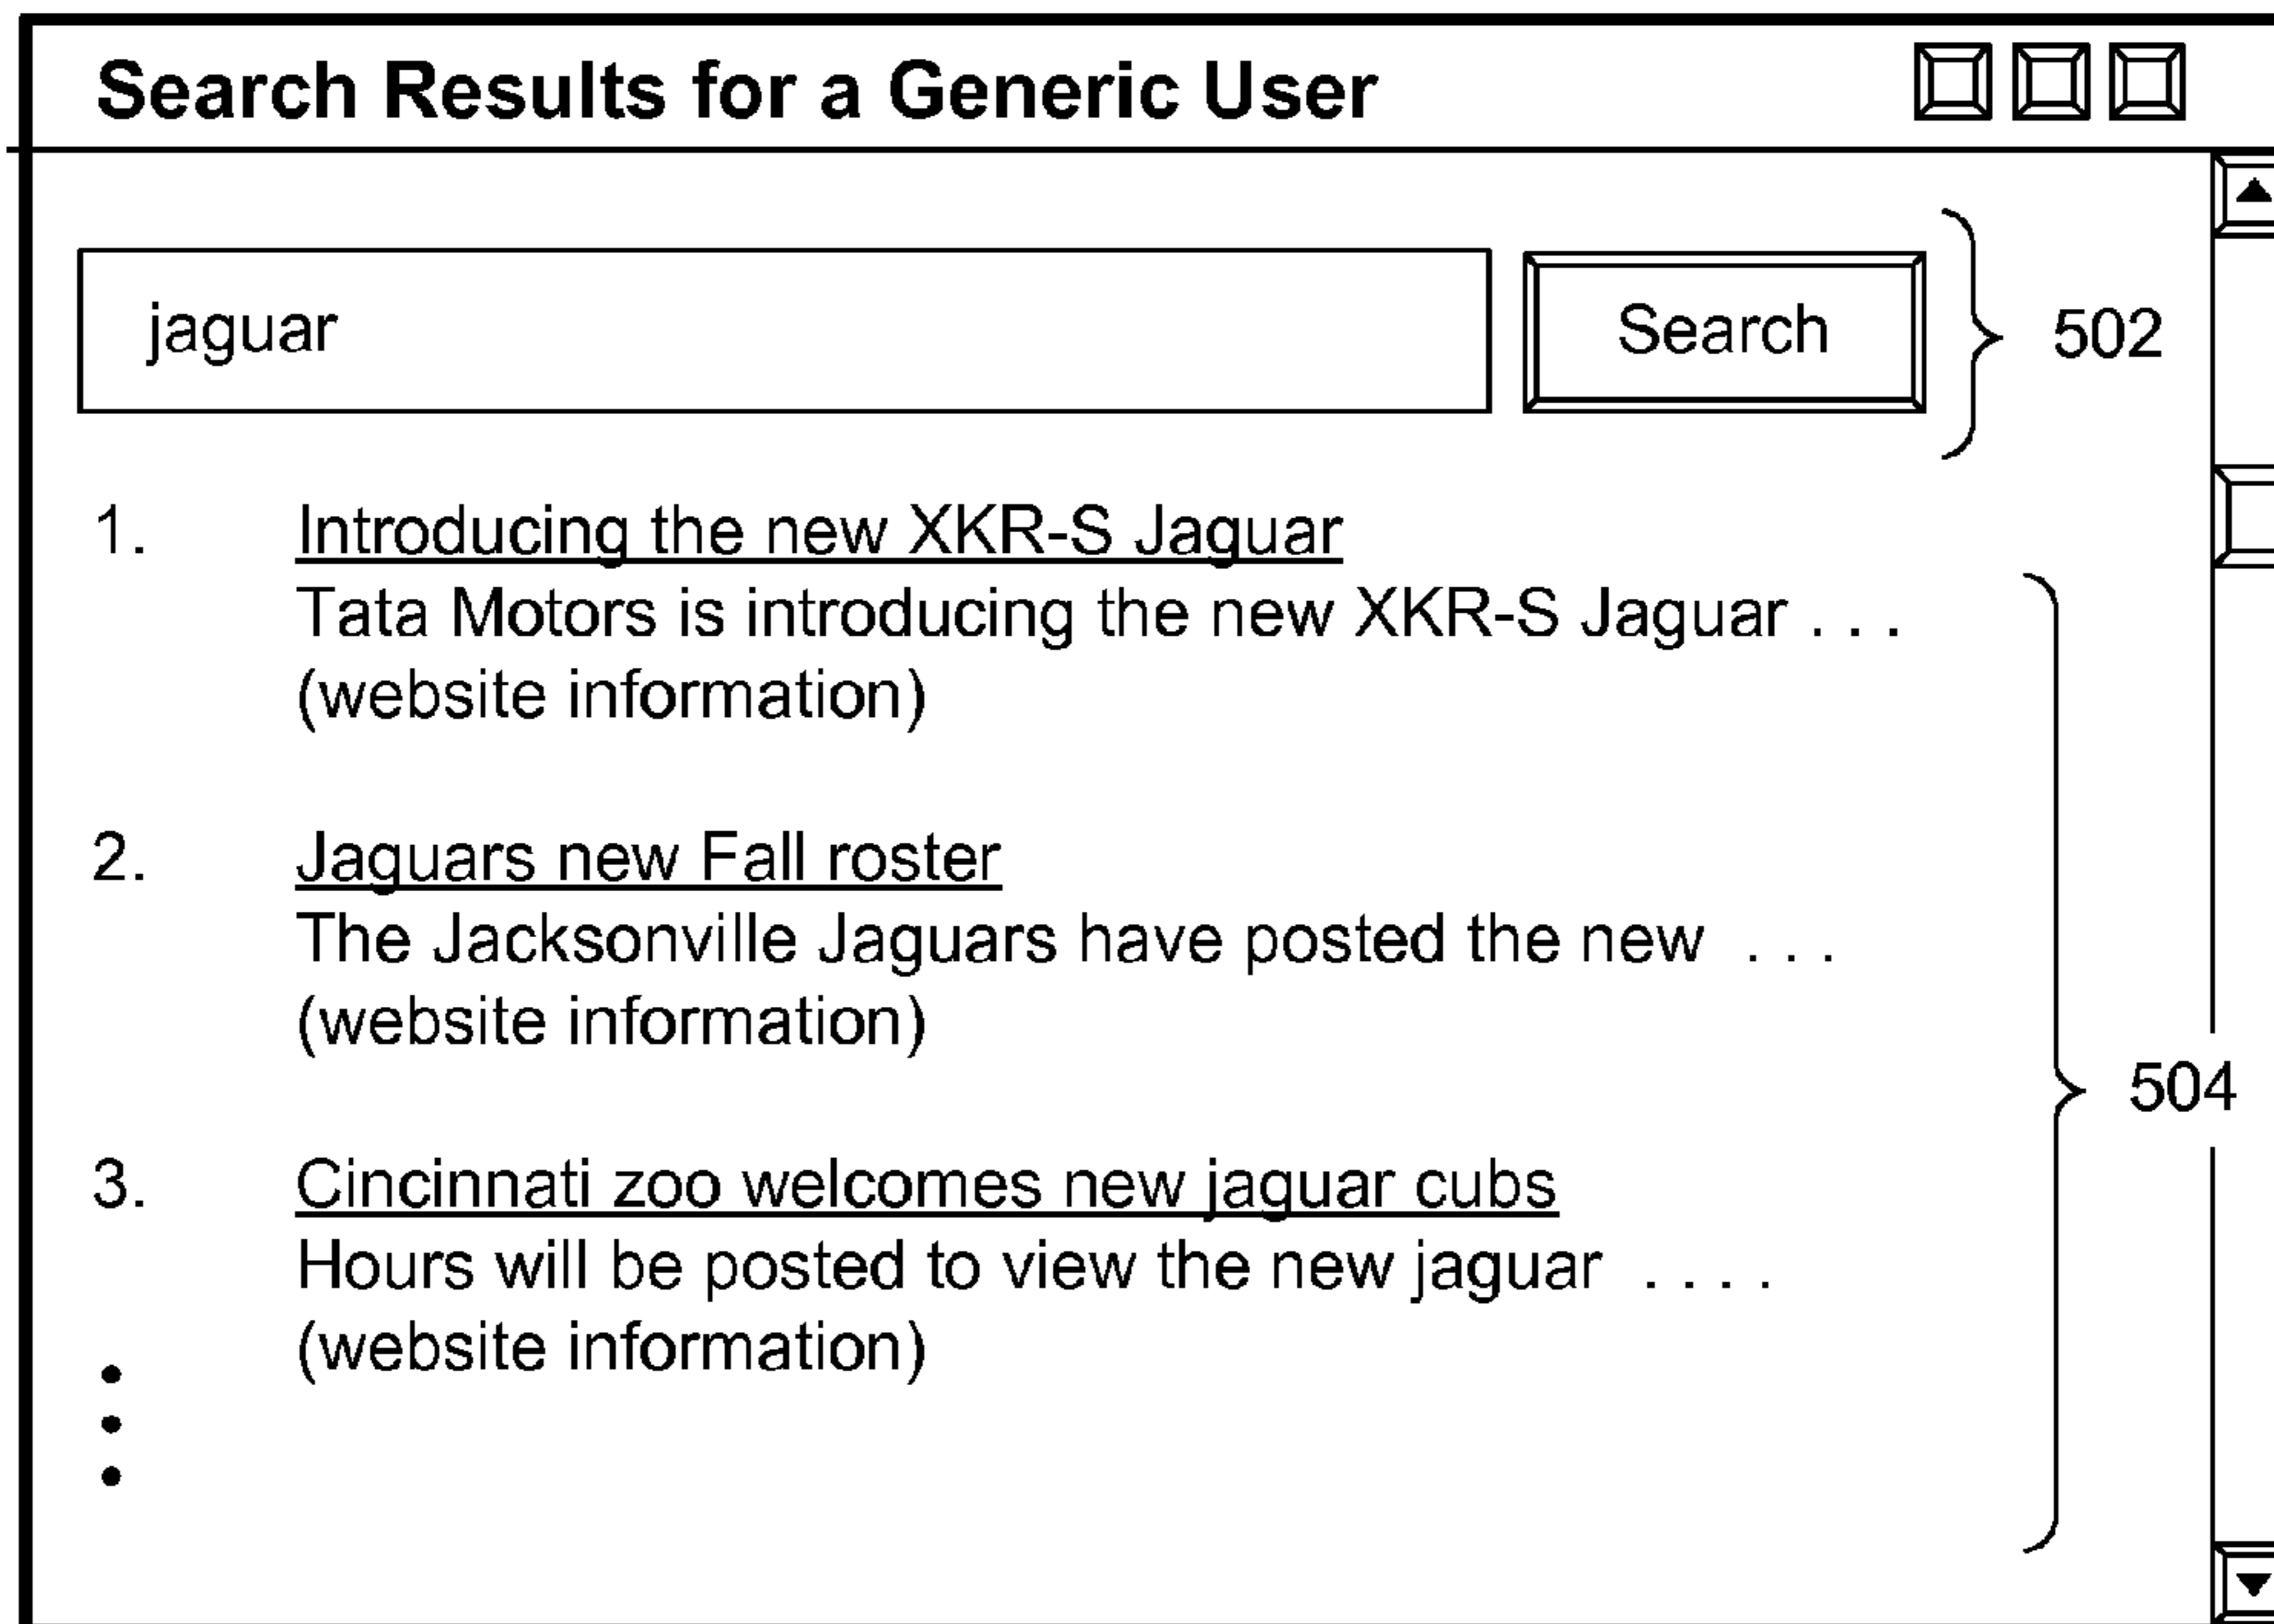 Search Results for a Generic User
jaguar
Search
502
1. Introducing the new XKR-S Jaguar
Tata Motors is introducing the new XKR-S Jaguar . . .
(website information)
2. Jaguars new Fall roster
The Jacksonville Jaguars have posted the new . . .
(website information)
504
3. Cincinnati zoo welcomes new jaguar cubs
Hours will be posted to view the new jaguar . . . .
(website information)